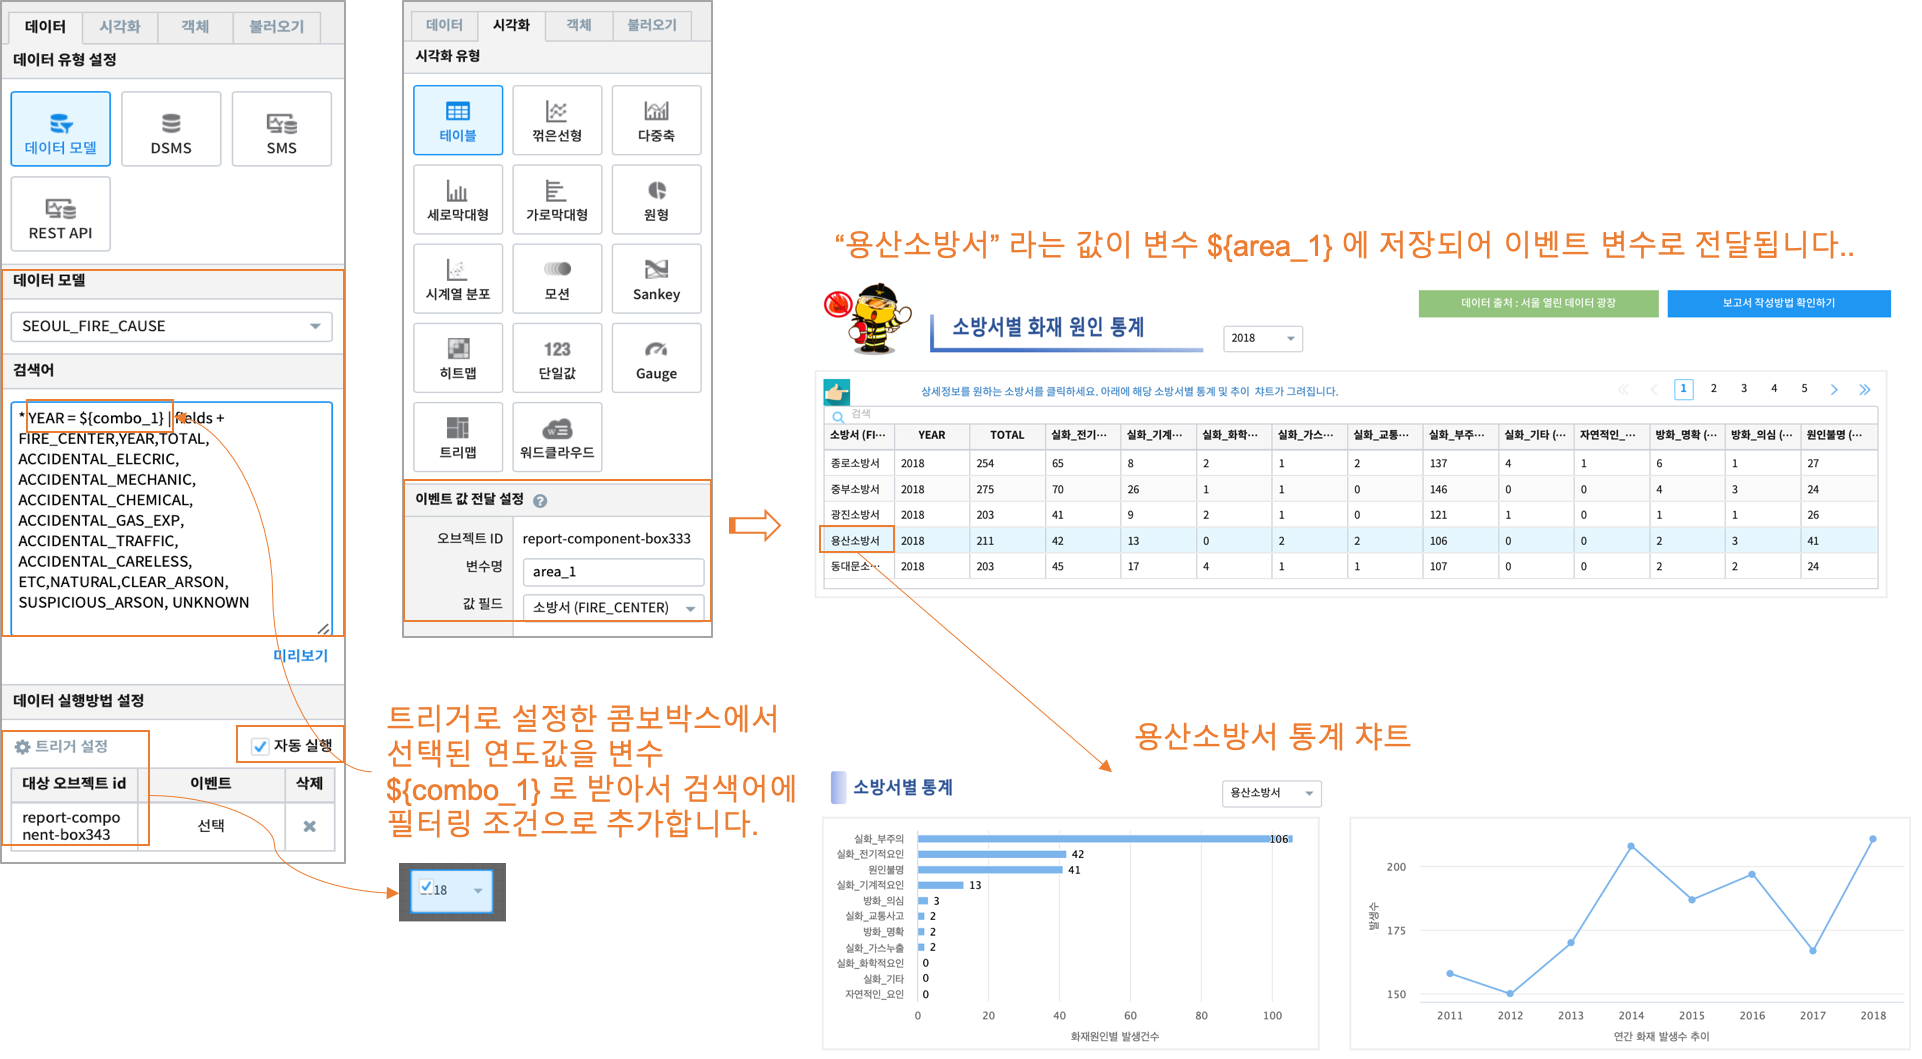 데이터 시각화 객체 불러오기
데이터 유형 설정
데이터 모델 DSMS SMS
REST API
데이터 모델
SEOUL_FIRE_CAUSE
검색어
* YEAR = ${combo_1} | fields +
FIRE_CENTER,YEAR,TOTAL,
ACCIDENTAL_ELECRIC,
ACCIDENTAL_MECHANIC,
ACCIDENTAL_CHEMICAL,
ACCIDENTAL_GAS_EXP,
ACCIDENTAL_TRAFFIC,
ACCIDENTAL_CARELESS,
ETC,NATURAL,CLEAR_ARSON,
SUSPICIOUS_ARSON, UNKNOWN
미리보기
데이터 실행방법 설정
트리거 설정 자동 실행
대상 오브젝트 id 이벤트 삭제
report-compo
nent-box343 선택
데이터 시각화 객체 불러오기
시각화 유형
테이블 꺾은선형 다중축
세로막대형 가로막대형 원형
시계열 분포 모션 Sankey
123
히트맵 단일값 Gauge
트리맵 워드클라우드
이벤트 값 전달 설정 ?
오브젝트 ID report-component-box333
변수명 area_1
값 필드 소방서 (FIRE_CENTER)
트리거로 설정한 콤보박스에서
선택된 연도값을 변수
${combo_1} 로 받아서 검색어에
필터링 조건으로 추가합니다.
“용산소방서” 라는 값이 변수 ${area_1} 에 저장되어 이벤트 변수로 전달됩니다..
데이터 출처 : 서울 열린 데이터 광장 보고서 작성방법 확인하기
소방서별 화재 원인 통계 2018
상세정보를 원하는 소방서를 클릭하세요. 아래에 해당 소방서별 통계 및 추이 챠트가 그려집니다. 1 2 3 4 5
검색
소방서 (FI… YEAR TOTAL 실화_전기… 실화_기계… 실화_화학… 실화_가스… 실화_교통… 실화_부주… 실화_기타 (… 자연적인_… 방화_명확 (… 방화_의심 (… 원인불명 (…
종로소방서 2018 254 65 8 2 1 2 137 4 1 6 1 27
중부소방서 2018 275 70 26 1 1 0 146 0 0 4 3 24
광진소방서 2018 203 41 9 2 1 0 121 1 0 1 1 26
용산소방서 2018 211 42 13 0 2 2 106 0 0 2 3 41
동대문소… 2018 203 45 17 4 1 1 107 0 0 2 2 24
용산소방서 통계 챠트
소방서별 통계 용산소방서
실화_부주의 106
실화_전기적요인 42
원인불명 41
실화_기계적요인 13
방화_의심 3
실화_교통사고 2
방화_명확 2
실화_가스누출 2
실화_화학적요인 0
실화_기타 0
자연적인_요인 0
0 20 40 60 80 100
화재원인별 발생건수
발생수
200
175
150
2011 2012 2013 2014 2015 2016 2017 2018
연간 화재 발생수 추이